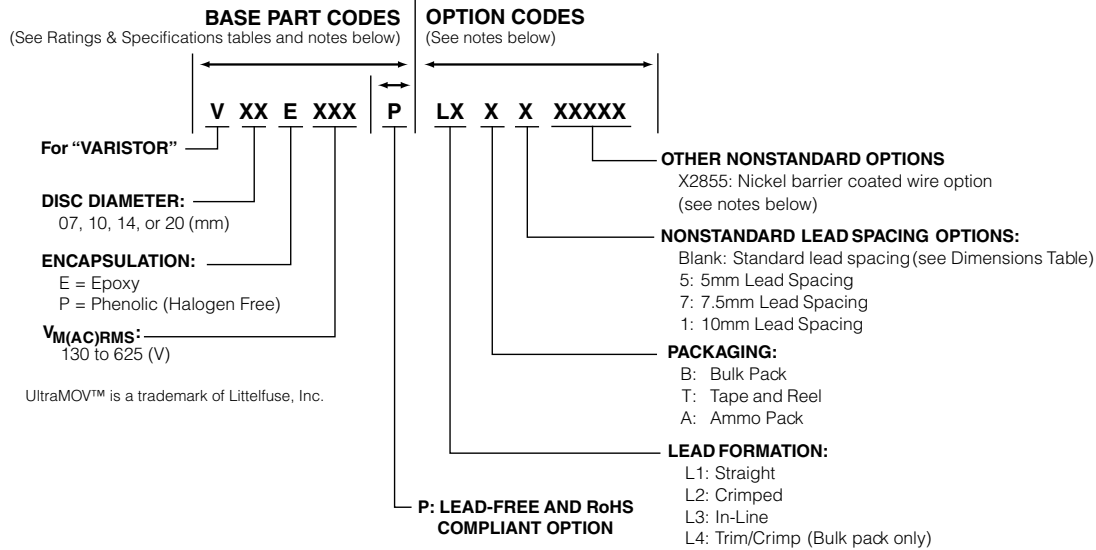 BASE PART CODES
(See Ratings & Specifications tables and notes below)
OPTION CODES
(See notes below)
V XX E XXX P LX X X XXXXX
For “VARISTOR”
DISC DIAMETER:
07, 10, 14, or 20 (mm)
ENCAPSULATION:
E = Epoxy
P = Phenolic (Halogen Free)
VM(AC)RMS:
130 to 625 (V)
UltraMOV™ is a trademark of Littelfuse, Inc.
OTHER NONSTANDARD OPTIONS
X2855: Nickel barrier coated wire option
(see notes below)
NONSTANDARD LEAD SPACING OPTIONS:
Blank: Standard lead spacing (see Dimensions Table)
5: 5mm Lead Spacing
7: 7.5mm Lead Spacing
1: 10mm Lead Spacing
PACKAGING:
B: Bulk Pack
T: Tape and Reel
A: Ammo Pack
LEAD FORMATION:
L1: Straight
L2: Crimped
L3: In-Line
L4: Trim/Crimp (Bulk pack only)
P: LEAD-FREE AND RoHS
COMPLIANT OPTION